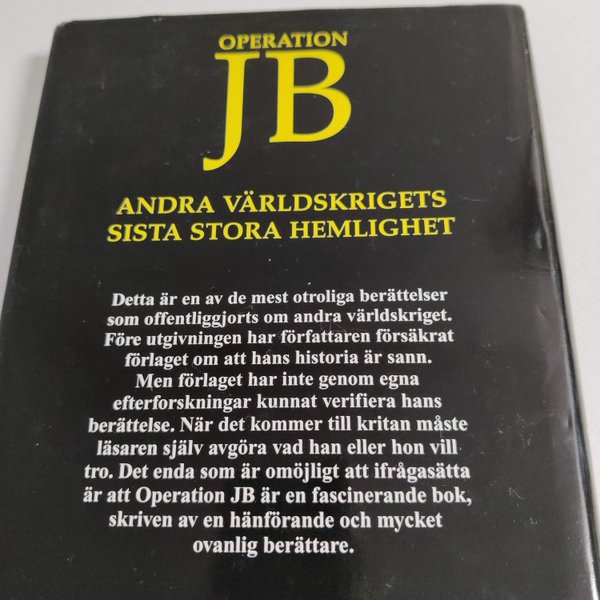 OPERATION
JB
ANDRA VÄRLDSKRIGETS
SISTA STORA HEMLIGHET
Detta är en av de mest otroliga berättelser
som offentliggjorts om andra världskriget.
Före utgivningen har författaren försäkrat
förlaget om att hans historia är sann.
Men förlaget har inte genom egna
efterforskningar kunnat verifiera hans
berättelse. När det kommer till kritan måste
läsaren själv avgöra vad han eller hon vill
tro. Det enda som är omöjligt att ifrågasätta
är att Operation JB är en fascinerande bok,
skriven av en hänförande och mycket
ovanlig berättare.